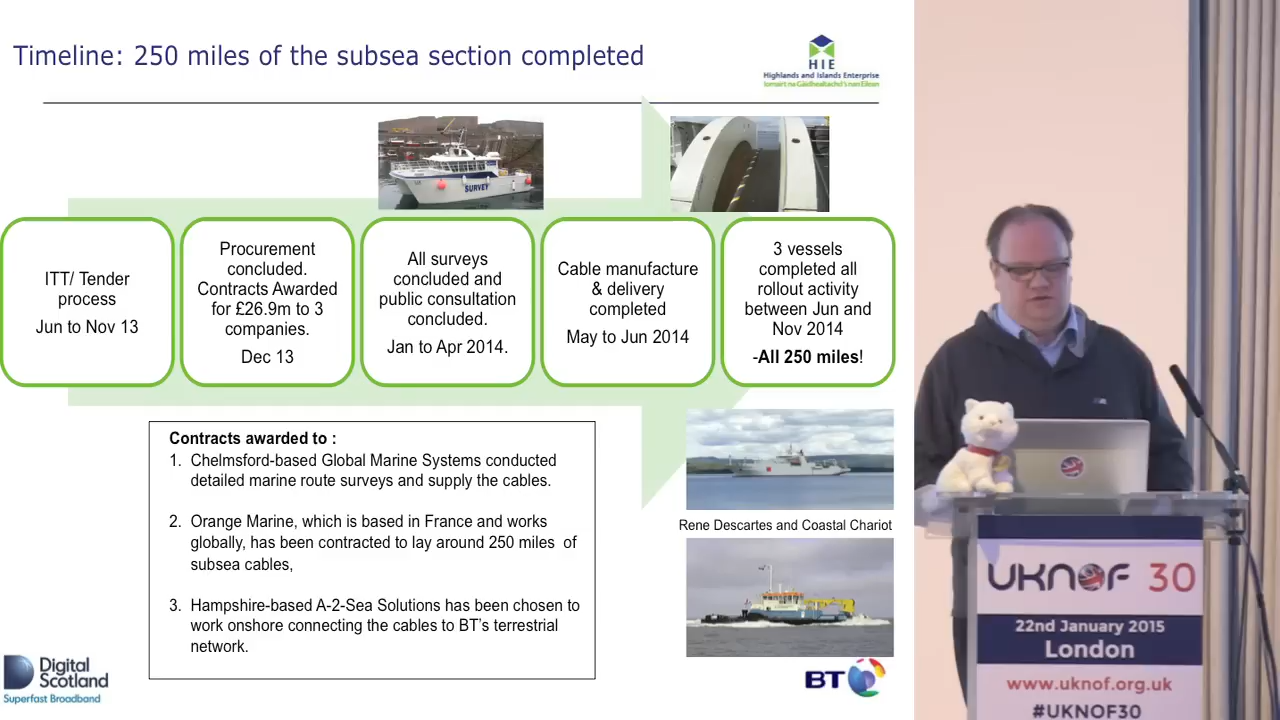 Timeline: 250 miles of the subsea section completed
HIE
Highlands and Islands Enterprise
Iomairt na Gàidhealtachd's nan Eilean
SURVEY
ITT/ Tender
process
Jun to Nov 13
Procurement
concluded.
Contracts Awarded
for £26.9m to 3
companies.
Dec 13
All surveys
concluded and
public consultation
concluded.
Jan to Apr 2014.
Cable manufacture
& delivery
completed
May to Jun 2014
3 vessels
completed all
rollout activity
between Jun and
Nov 2014
-All 250 miles!
Contracts awarded to :
1. Chelmsford-based Global Marine Systems conducted
detailed marine route surveys and supply the cables.
2. Orange Marine, which is based in France and works
globally, has been contracted to lay around 250 miles of
subsea cables,
3. Hampshire-based A-2-Sea Solutions has been chosen to
work onshore connecting the cables to BT's terrestrial
network.
Rene Descartes and Coastal Chariot
Digital
Scotland
Superfast Broadband
BT
UKNOF 30
22nd January 2015
London
www.uknof.org.uk
#UKNOF30